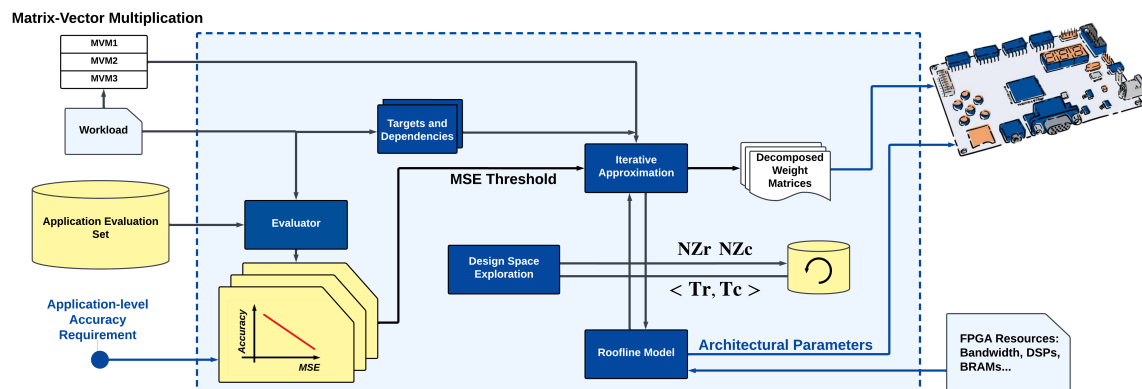 Matrix-Vector Multiplication
MVM1
MVM2
MVM3
Workload
Targets and
Dependencies
Iterative
Approximation
Decomposed
Weight
Matrices
MSE Threshold
Application Evaluation
Set
Evaluator
Design Space
Exploration
NZr NZc
< Tr, Tc >
Application-level
Accuracy
Requirement
Accuracy
MSE
Roofline Model
Architectural Parameters
FPGA Resources:
Bandwidth, DSPs,
BRAMs...